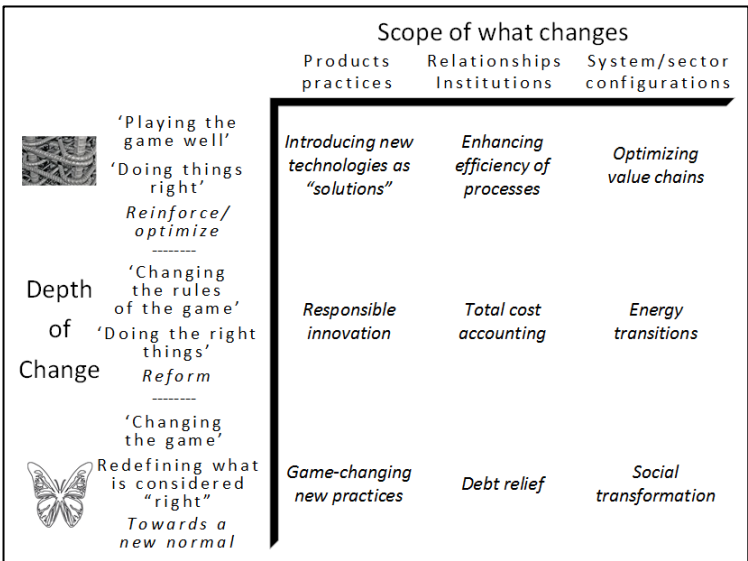 Scope of what changes
Products
practices
Relationships
Institutions
System/sector
configurations
‘Playing the
game well’
‘Doing things
right’
Reinforce/
optimize
--------
Introducing new
technologies as
“solutions”
Enhancing
efficiency of
processes
Optimizing
value chains
Depth
of
Change
‘Changing
the rules
of the game’
‘Doing the right
things’
Reform
--------
Responsible
innovation
Total cost
accounting
Energy
transitions
‘Changing
the game’
Redefining what
is considered
“right”
Towards a
new normal
Game-changing
new practices
Debt relief
Social
transformation